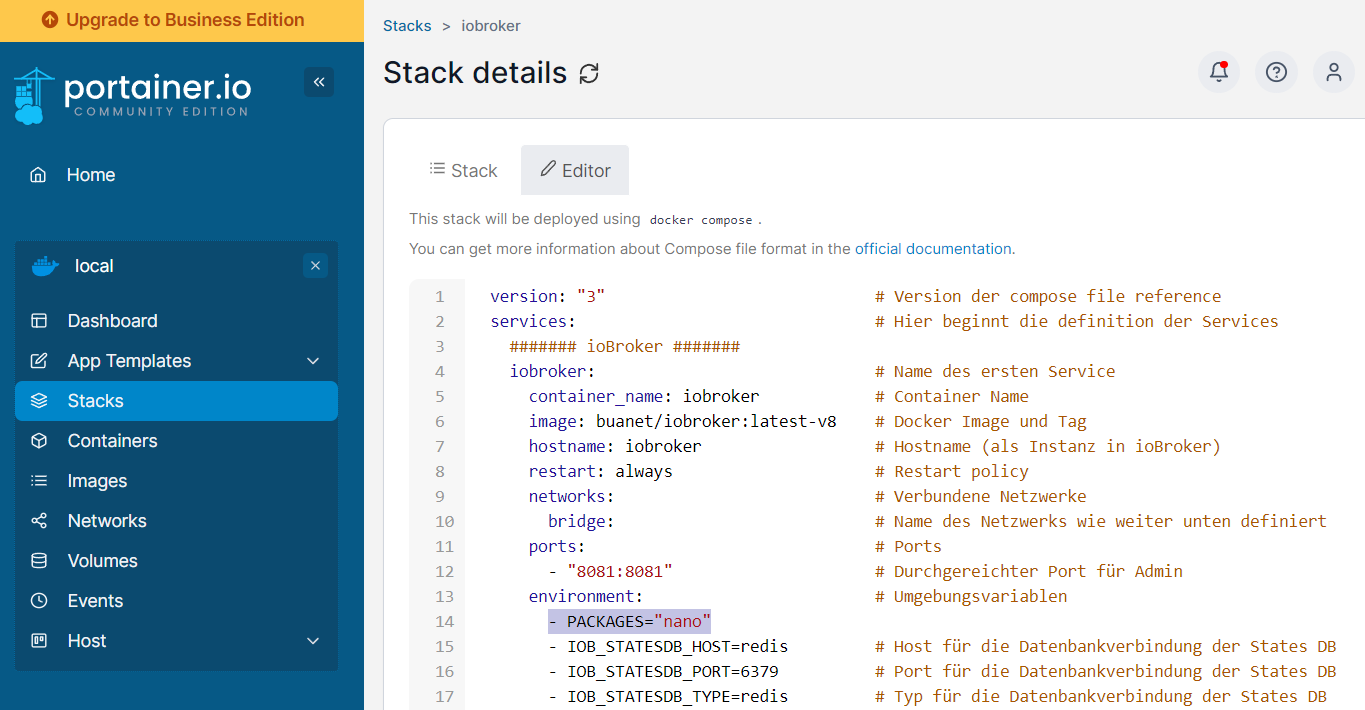 Upgrade to Business Edition
portainer.io
COMMUNITY EDITION
Home
local
Dashboard
App Templates
Stacks
Containers
Images
Networks
Volumes
Events
Host
Stacks > iobroker
Stack details
Stack Editor
This stack will be deployed using docker compose .
You can get more information about Compose file format in the official documentation.
1 version: "3" # Version der compose file reference
2 services: # Hier beginnt die definition der Services
3 ####### ioBroker #######
4 iobroker: # Name des ersten Service
5 container_name: iobroker # Container Name
6 image: buanet/iobroker:latest-v8 # Docker Image und Tag
7 hostname: iobroker # Hostname (als Instanz in ioBroker)
8 restart: always # Restart policy
9 networks: # Verbundene Netzwerke
10 bridge: # Name des Netzwerks wie weiter unten definiert
11 ports: # Ports
12 - "8081:8081" # Durchgereichter Port für Admin
13 environment: # Umgebungsvariablen
14 - PACKAGES="nano"
15 - IOB_STATESDB_HOST=redis # Host für die Datenbankverbindung der States DB
16 - IOB_STATESDB_PORT=6379 # Port für die Datenbankverbindung der States DB
17 - IOB_STATESDB_TYPE=redis # Typ für die Datenbankverbindung der States DB